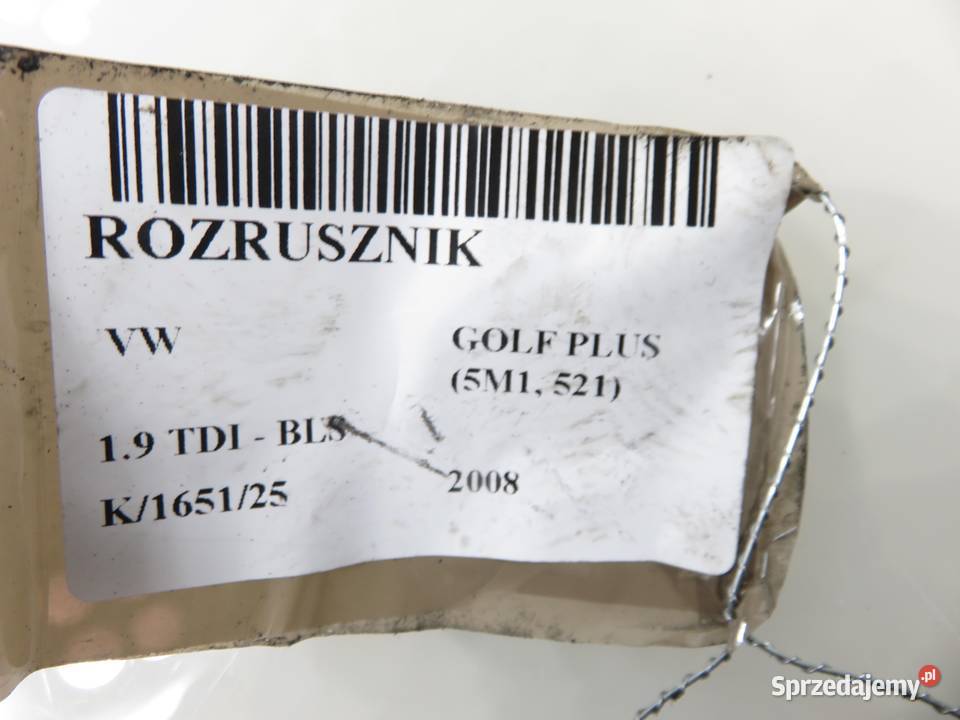 ROZRUSZNIK
VW
GOLF PLUS
(5M1, 521)
1.9 TDI - BLS
2008
K/1651/25
Sprzedajemy.pl